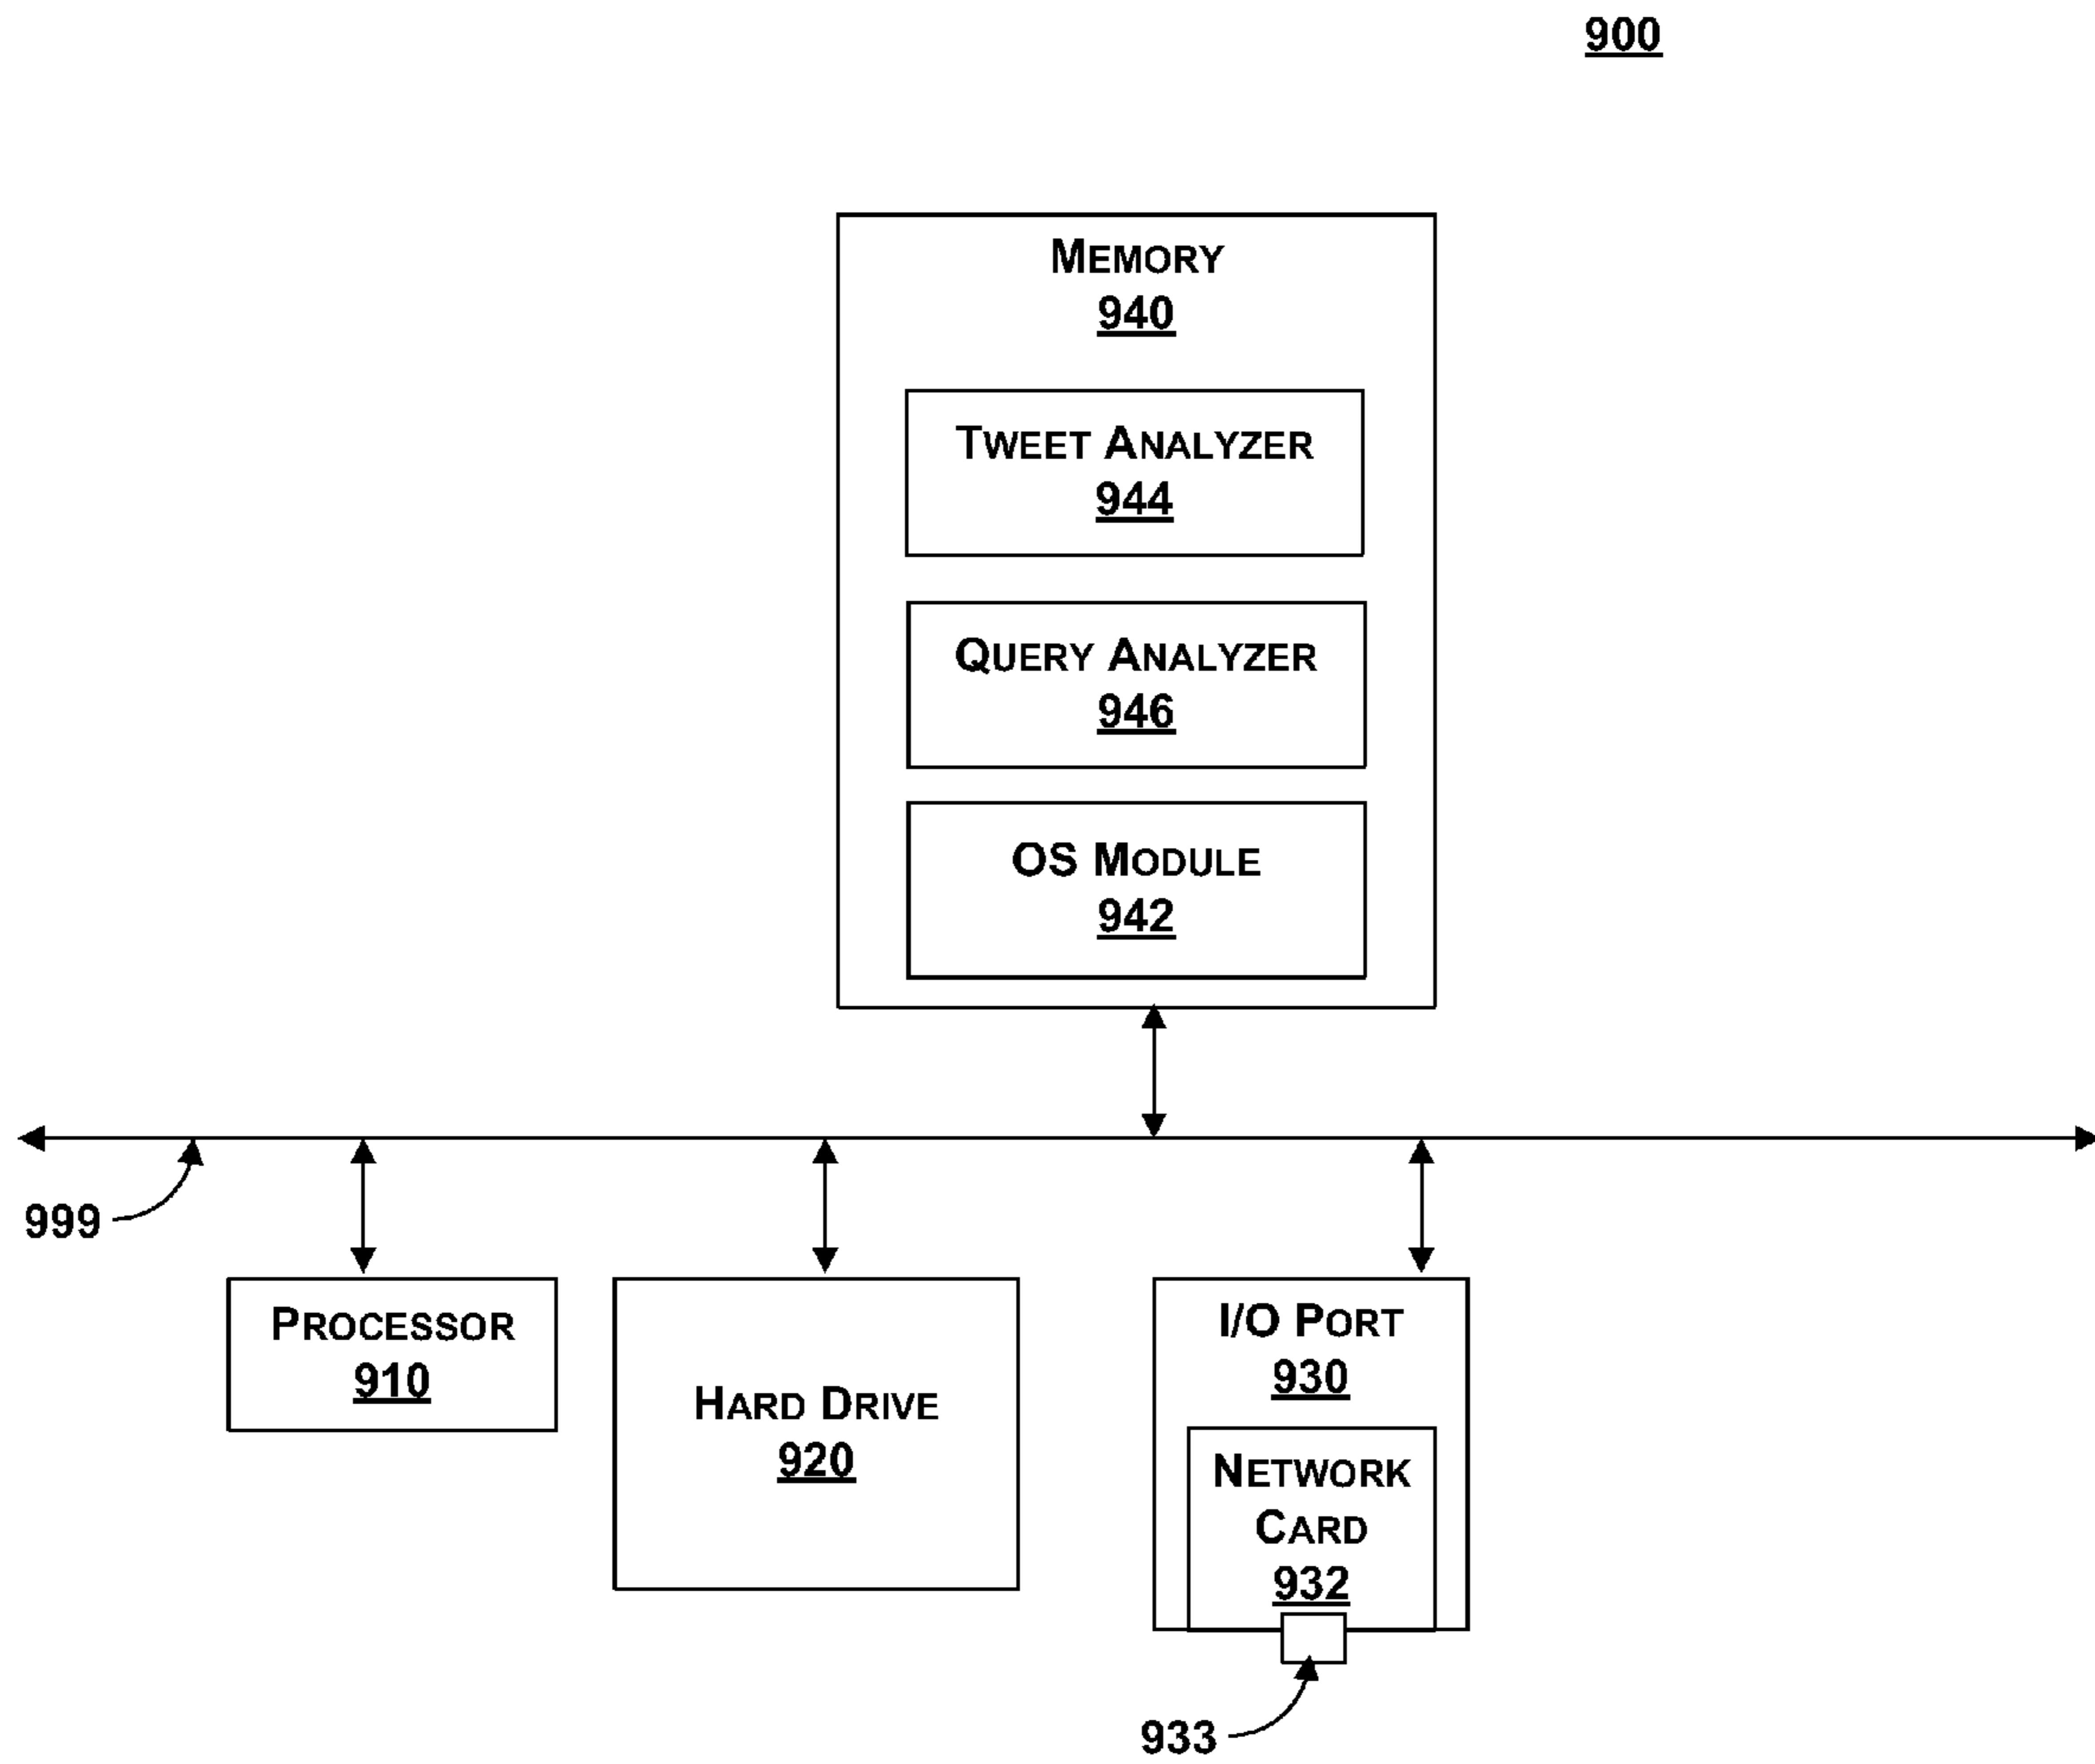 900
MEMORY
940
TWEET ANALYZER
944
QUERY ANALYZER
946
OS MODULE
942
999
PROCESSOR
910
HARD DRIVE
920
I/O PORT
930
NETWORK
CARD
932
933